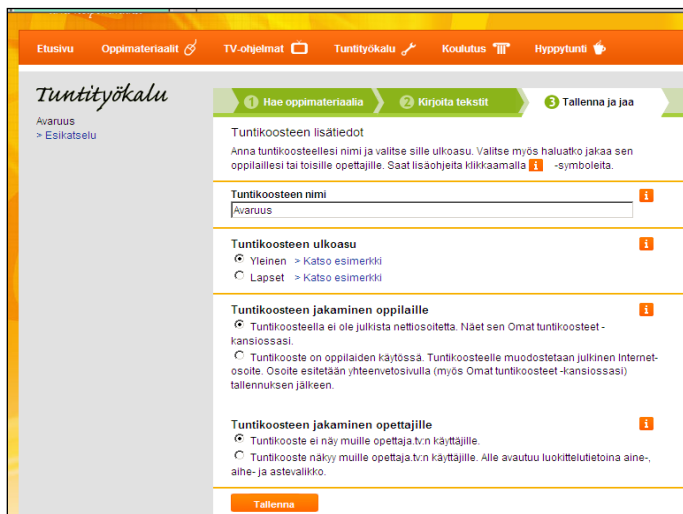 Etusivu Oppimateriaalit TV-ohjelmat Tuntityökalu Koulutus Hyppytunti
Tuntityökalu
Avaruus
> Esikatselu
1 Hae oppimateriaalia 2 Kirjoita tekstit 3 Tallenna ja jaa
Tuntikoosteen lisätiedot
Anna tuntikoosteellesi nimi ja valitse sille ulkoasu. Valitse myös haluatko jakaa sen
oppilaillesi tai toisille opettajille. Saat lisäohjeita klikkaamalla i -symboleita.
Tuntikoosteen nimi i
Avaruus
Tuntikoosteen ulkoasu i
Yleinen > Katso esimerkki
Lapset > Katso esimerkki
Tuntikoosteen jakaminen oppilaille i
Tuntikoosteella ei ole julkista nettiosoitetta. Näet sen Omat tuntikoosteet -
kansiossasi.
Tuntikooste on oppilaiden käytössä. Tuntikoosteelle muodostetaan julkinen Internet-
osoite. Osoite esitetään yhteenvetosivulla (myös Omat tuntikoosteet -kansiossasi)
tallennuksen jälkeen.
Tuntikoosteen jakaminen opettajille i
Tuntikooste ei näy muille opettaja.tv:n käyttäjille.
Tuntikooste näkyy muille opettaja.tv:n käyttäjille. Alle avautuu luokittelutietoina aine-,
aihe- ja astevalikko.
Tallenna